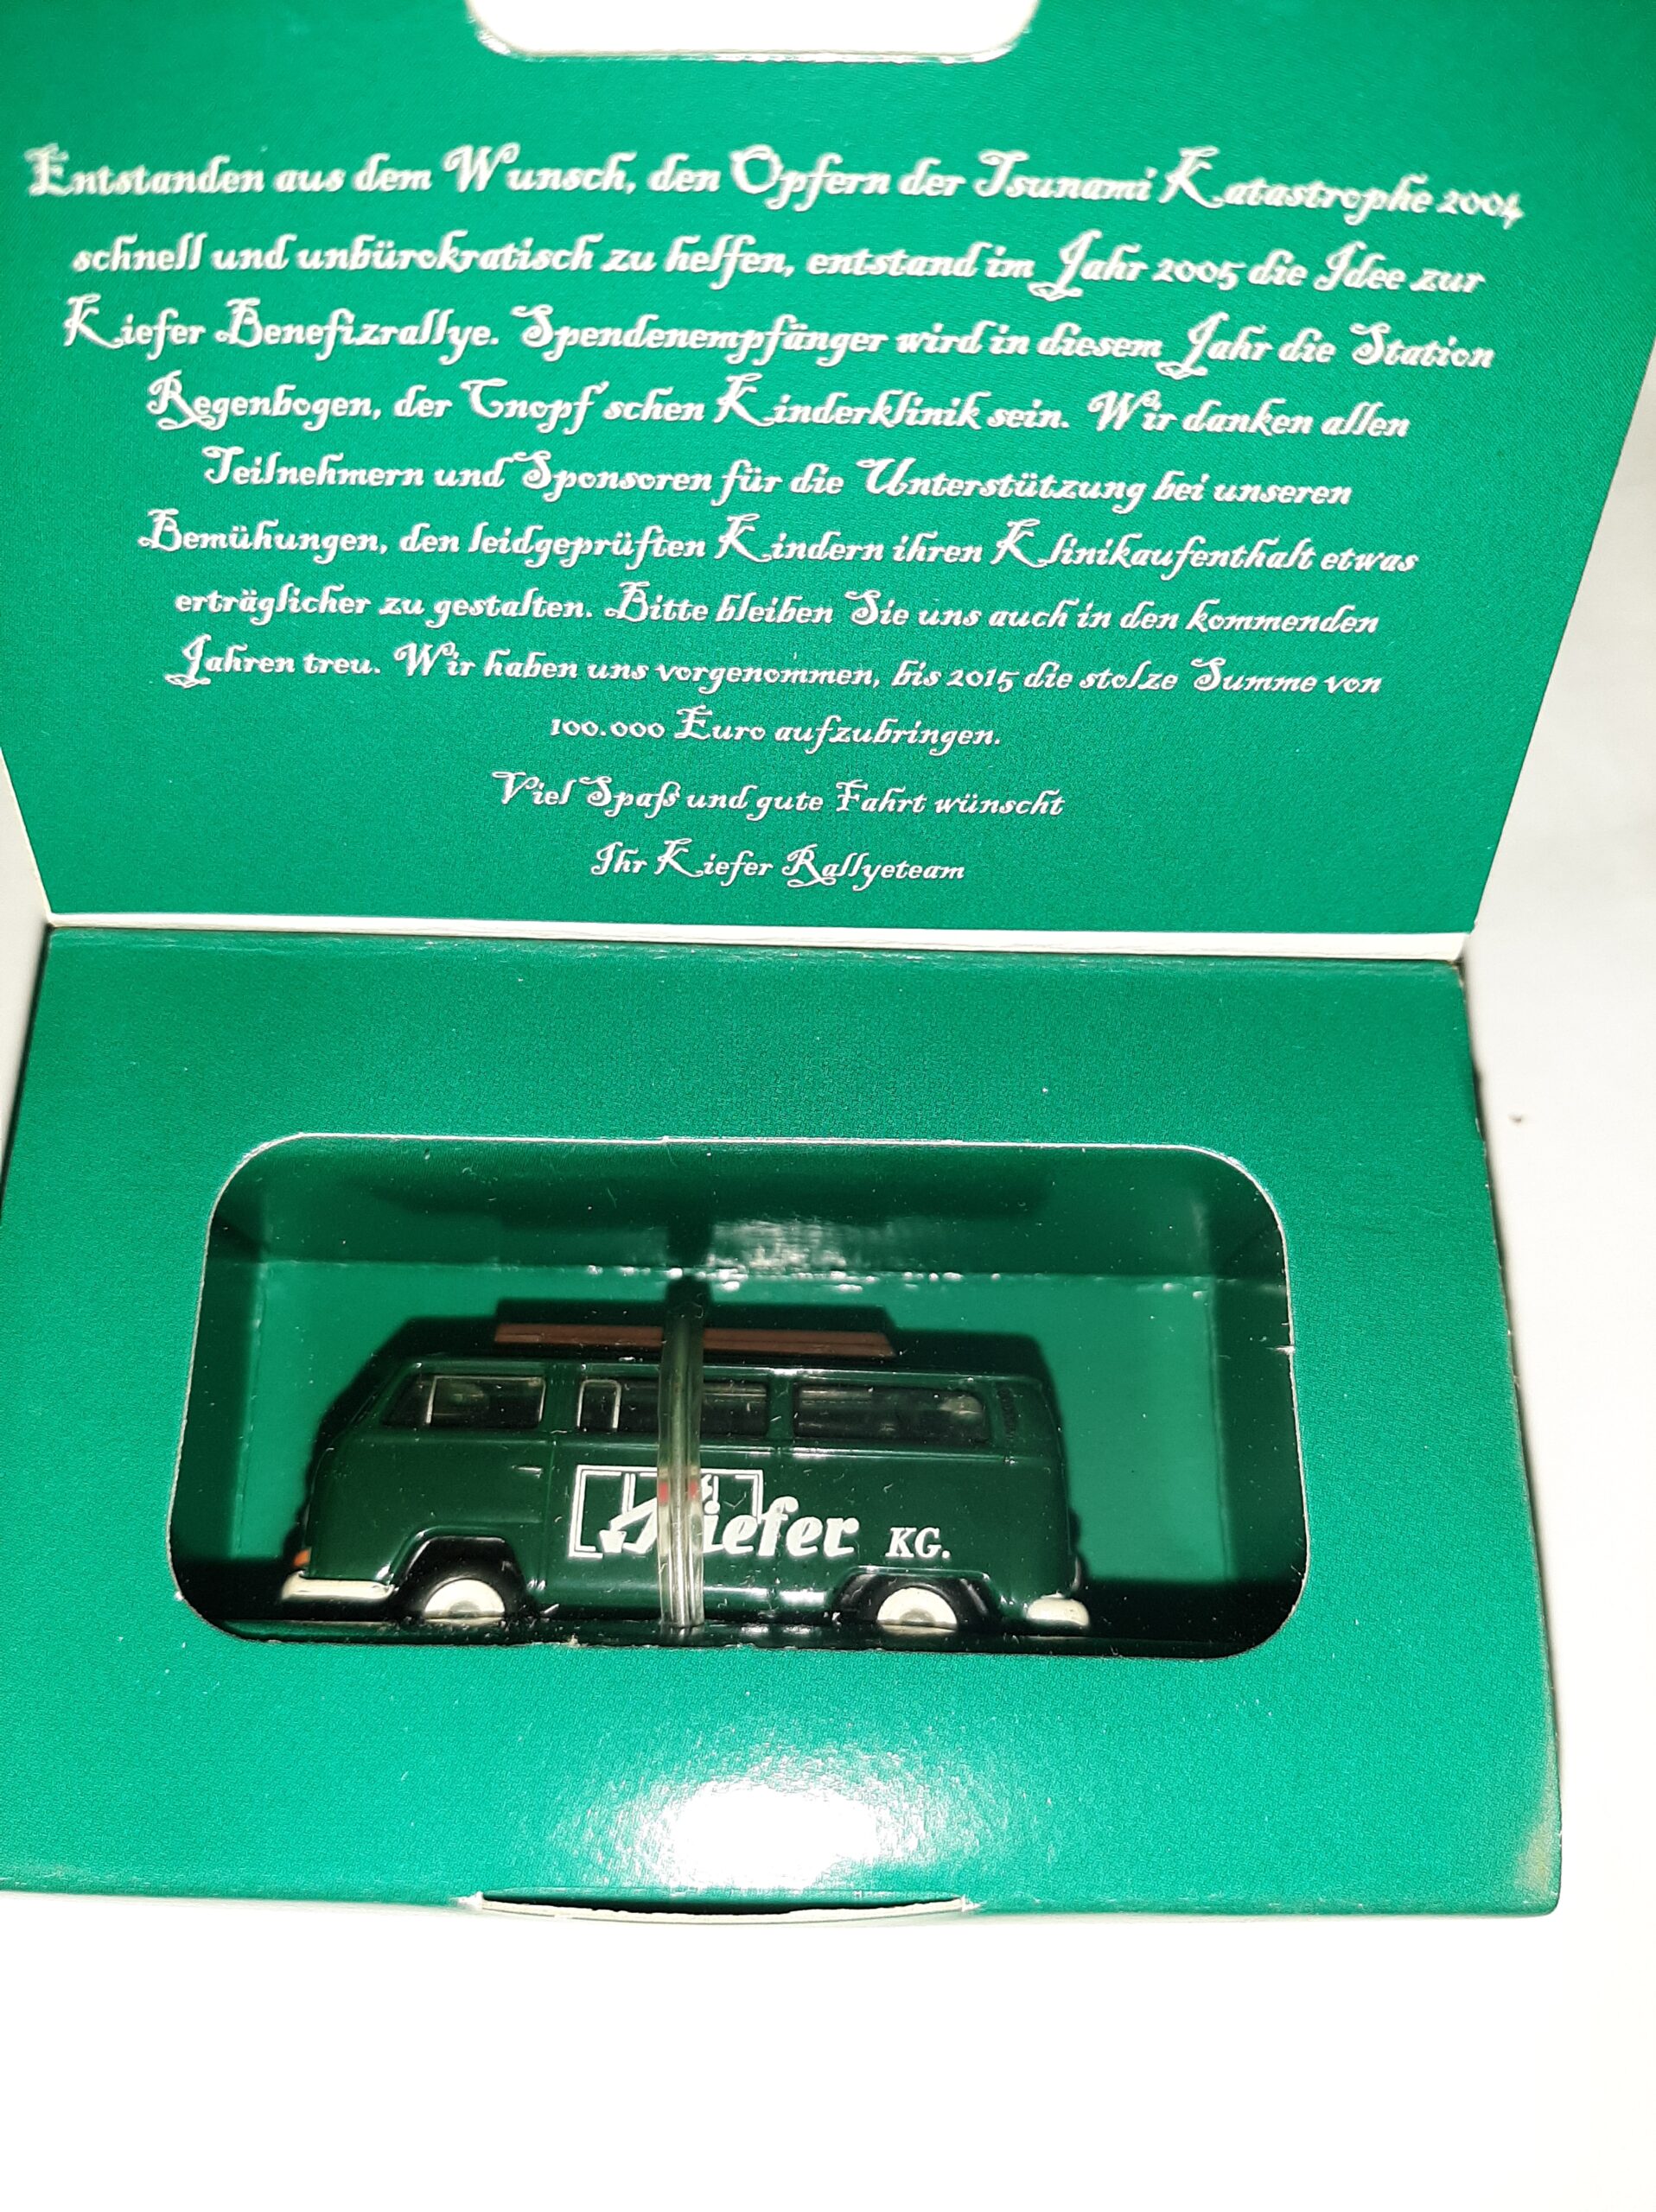 Entstanden aus dem Wunsch, den Opfern der Tsunami Katastrophe 2004
schnell und unbürokratisch zu helfen, entstand im Jahr 2005 die Idee zur
Kiefer Benefizrallye. Spendenempfänger wird in diesem Jahr die Station
Regenbogen, der Cnopf'schen Kinderklinik sein. Wir danken allen
Teilnehmern und Sponsoren für die Unterstützung bei unseren
Bemühungen, den leidgeprüften Kindern ihren Klinikaufenthalt etwas
erträglicher zu gestalten. Bitte bleiben Sie uns auch in den kommenden
Jahren treu. Wir haben uns vorgenommen, bis 2015 die stolze Summe von
100.000 Euro aufzubringen.
Viel Spaß und gute Fahrt wünscht
Ihr Kiefer Rallyeteam
Kiefer KG.